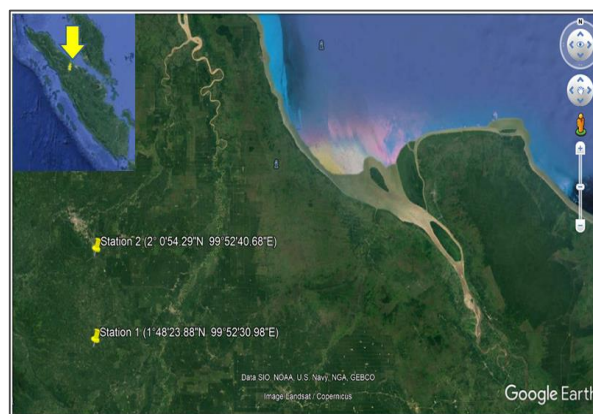 N
Station 2 (2° 0'54.29"N 99°52'40.68"E)
Station 1 (1°48'23.88"N 99°52'30.98"E)
Data SIO, NOAA, U.S. Navy, NGA, GEBCO
Image Landsat / Copernicus
Google Earth